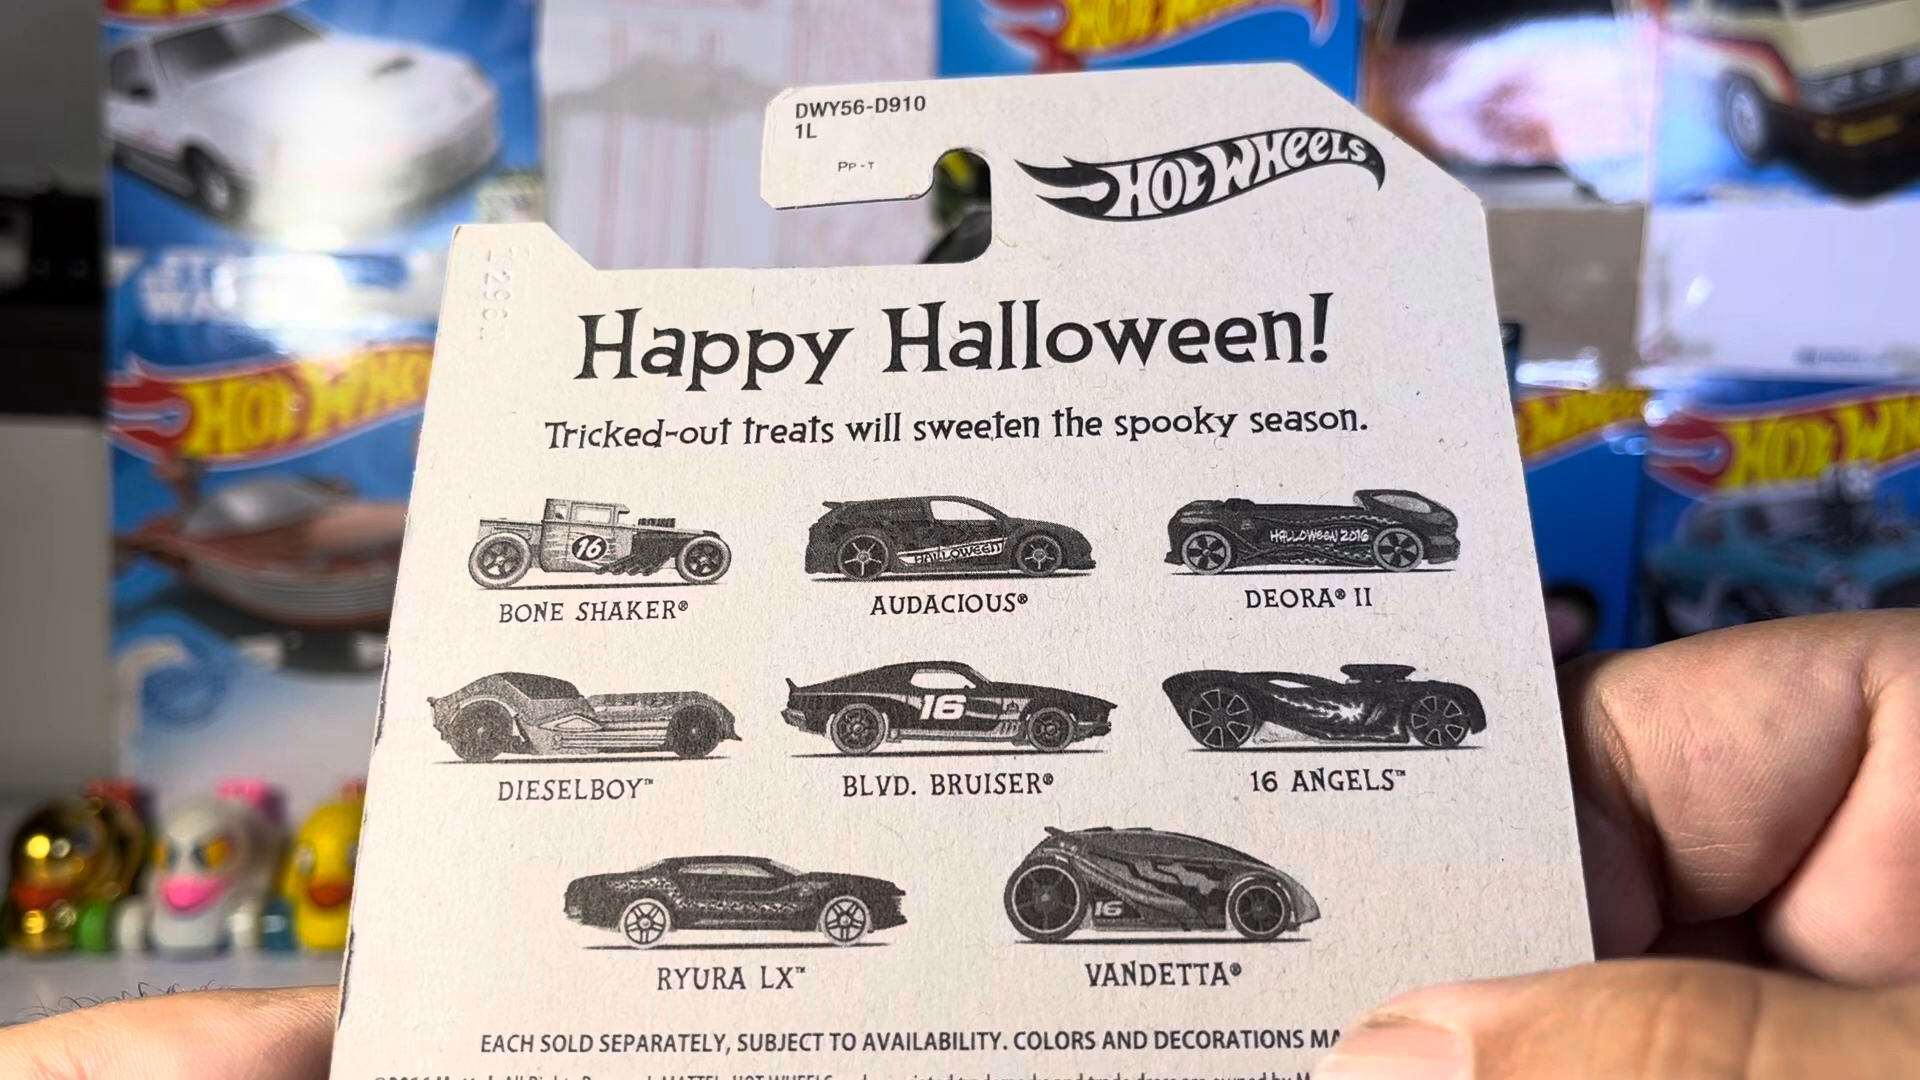 DWY56-D910
1L
Pp-T
HOT WHEELS
Happy Halloween!
Tricked-out treats will sweeten the spooky season.
16
HALLOWEEN
HALLOWEEN 2016
BONE SHAKER®
AUDACIOUS®
DEORA® II
16
DIESELBOY™
BLVD. BRUISER®
16 ANGELS™
16
RYURA LX™
VANDETTA®
EACH SOLD SEPARATELY, SUBJECT TO AVAILABILITY. COLORS AND DECORATIONS MA
HOT WHEELS